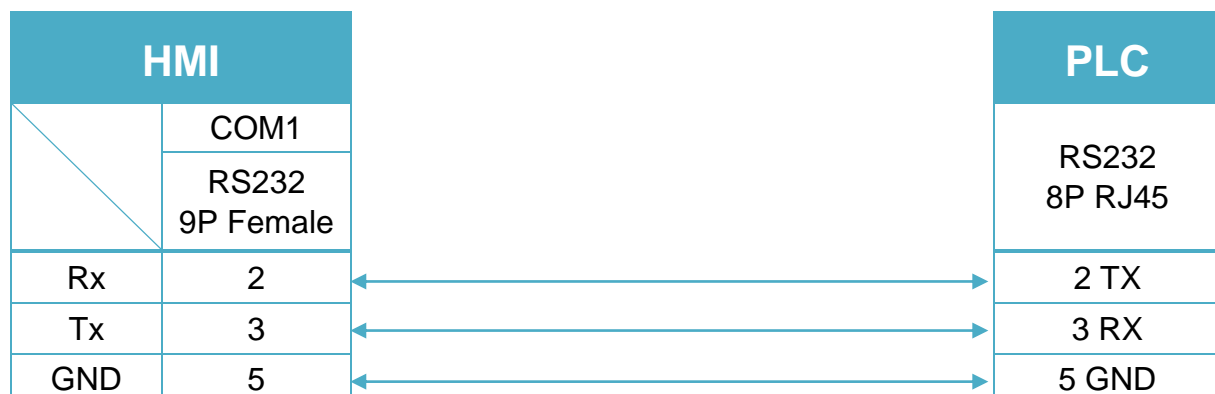 HMI
PLC
COM1
RS232
9P Female
RS232
8P RJ45
Rx 2 2 TX
Tx 3 3 RX
GND 5 5 GND